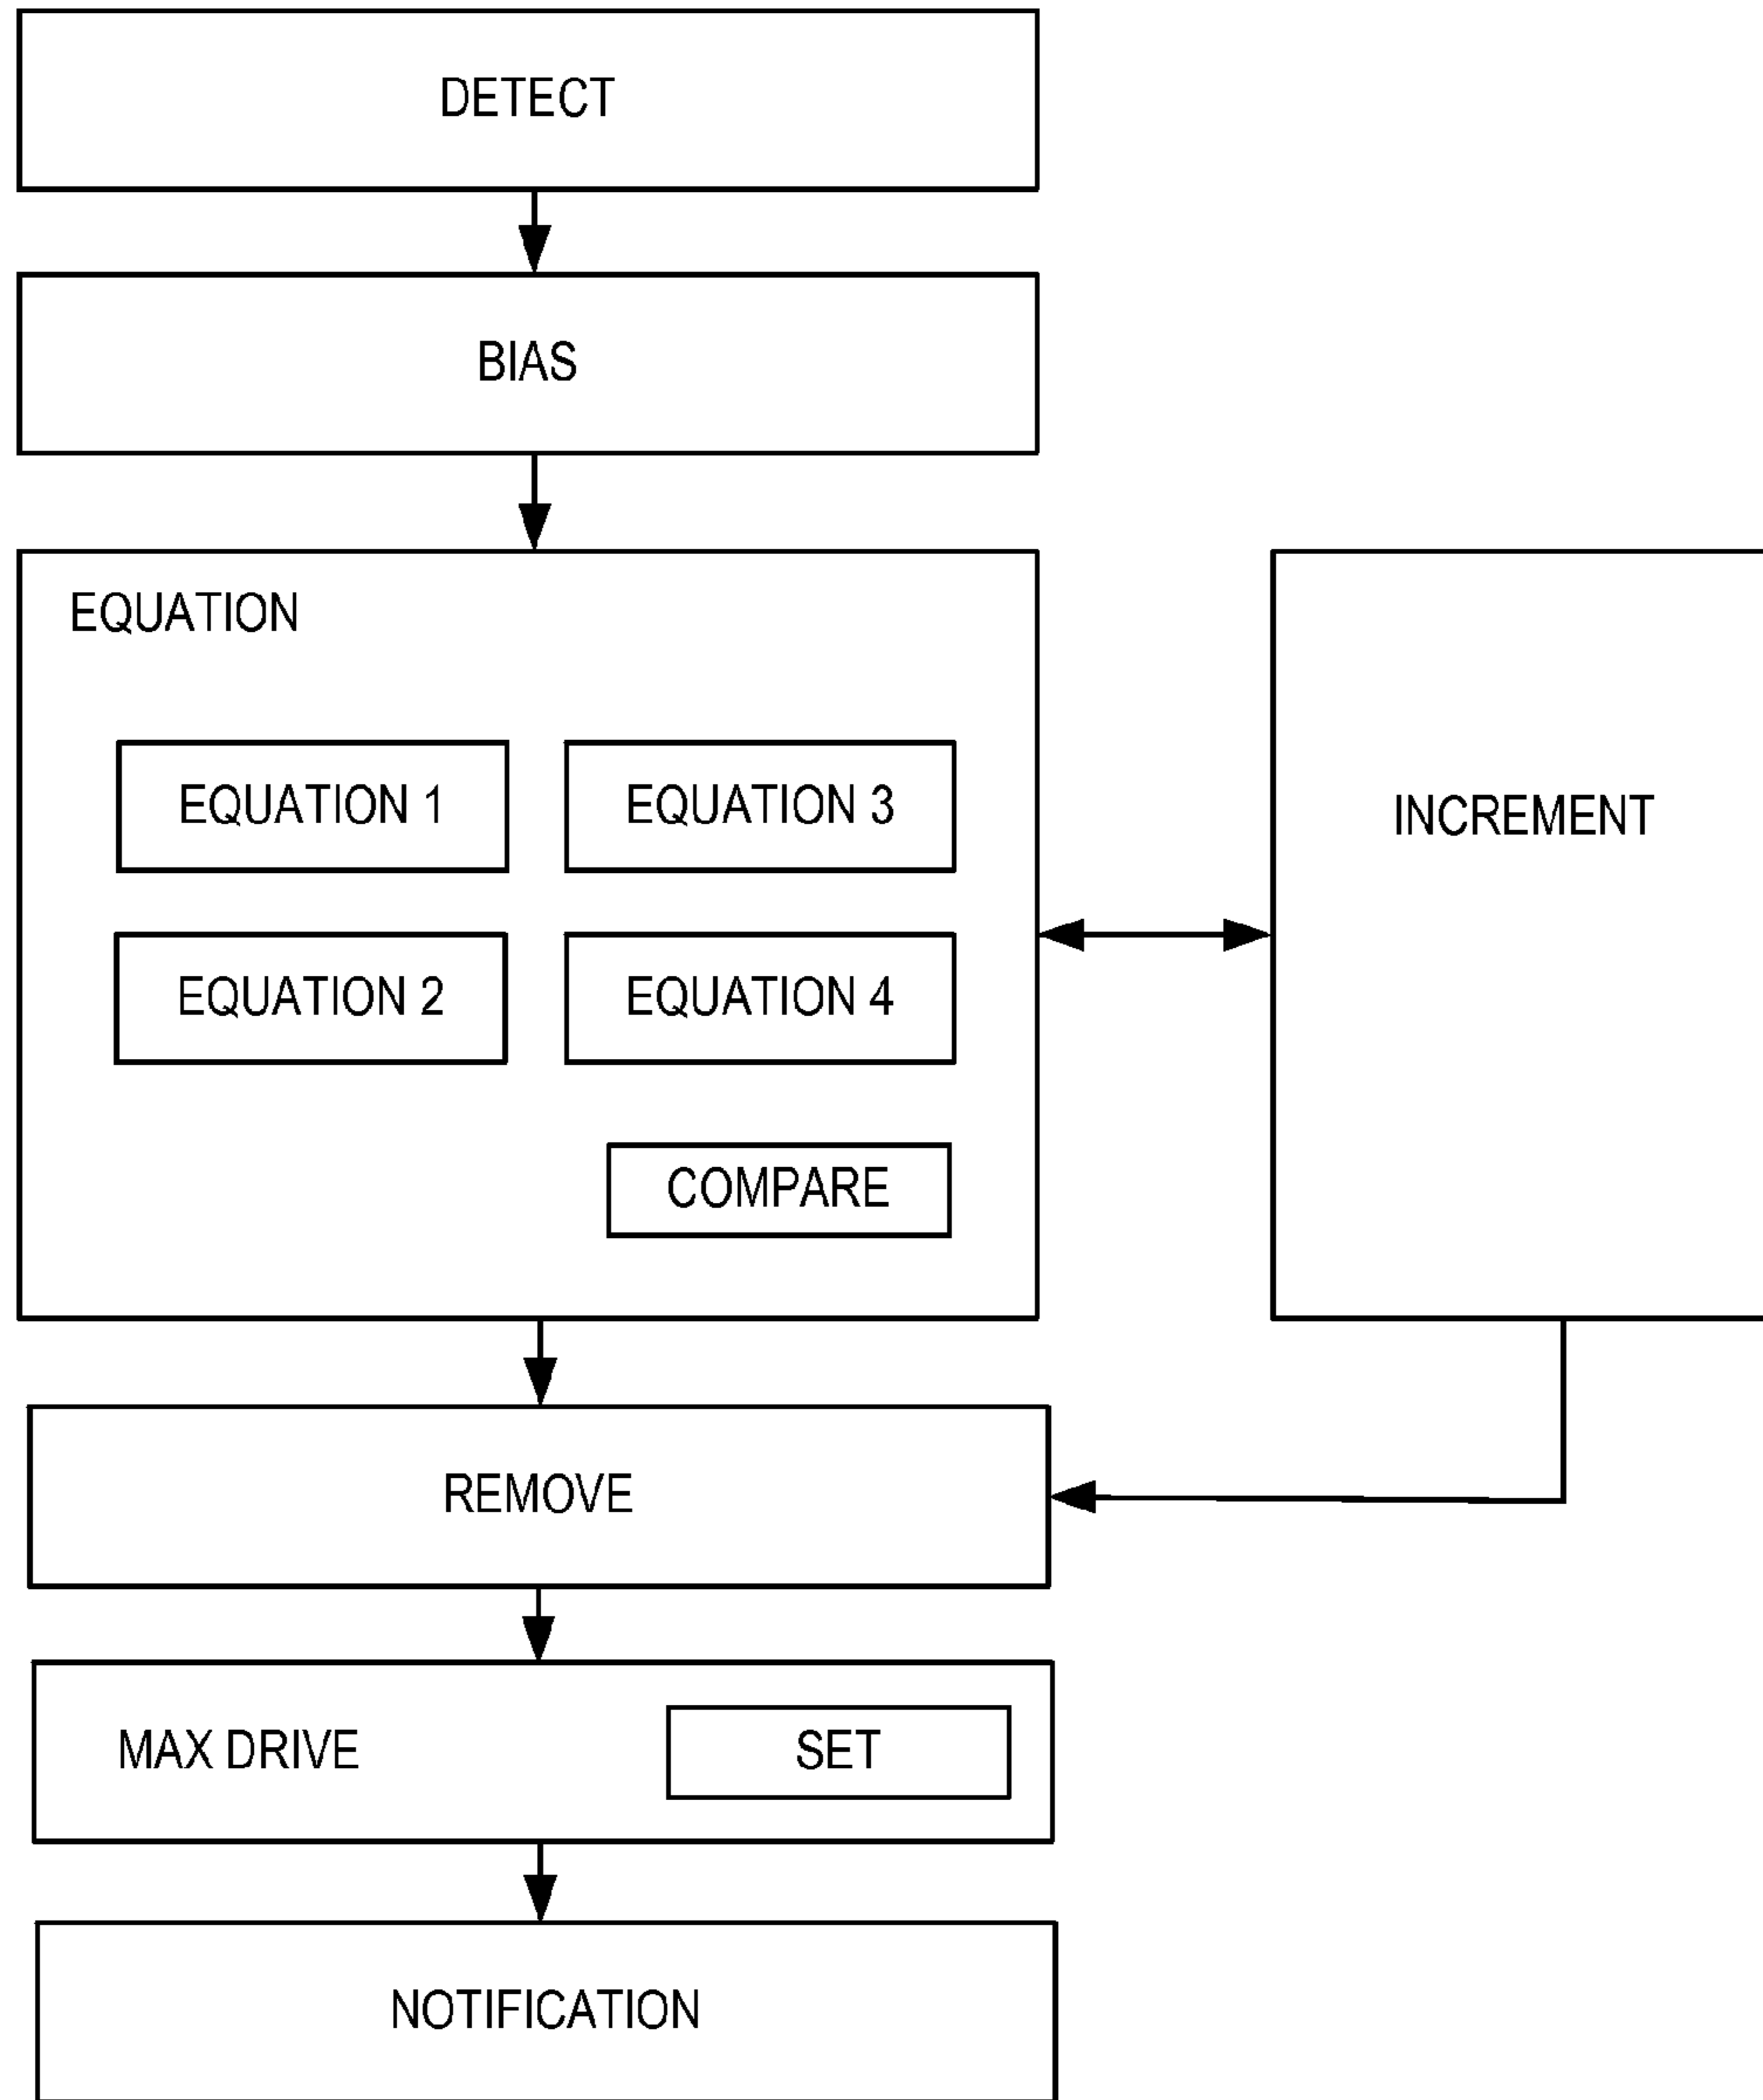 DETECT
BIAS
EQUATION
EQUATION 1
EQUATION 3
INCREMENT
EQUATION 2
EQUATION 4
COMPARE
REMOVE
MAX DRIVE
SET
NOTIFICATION